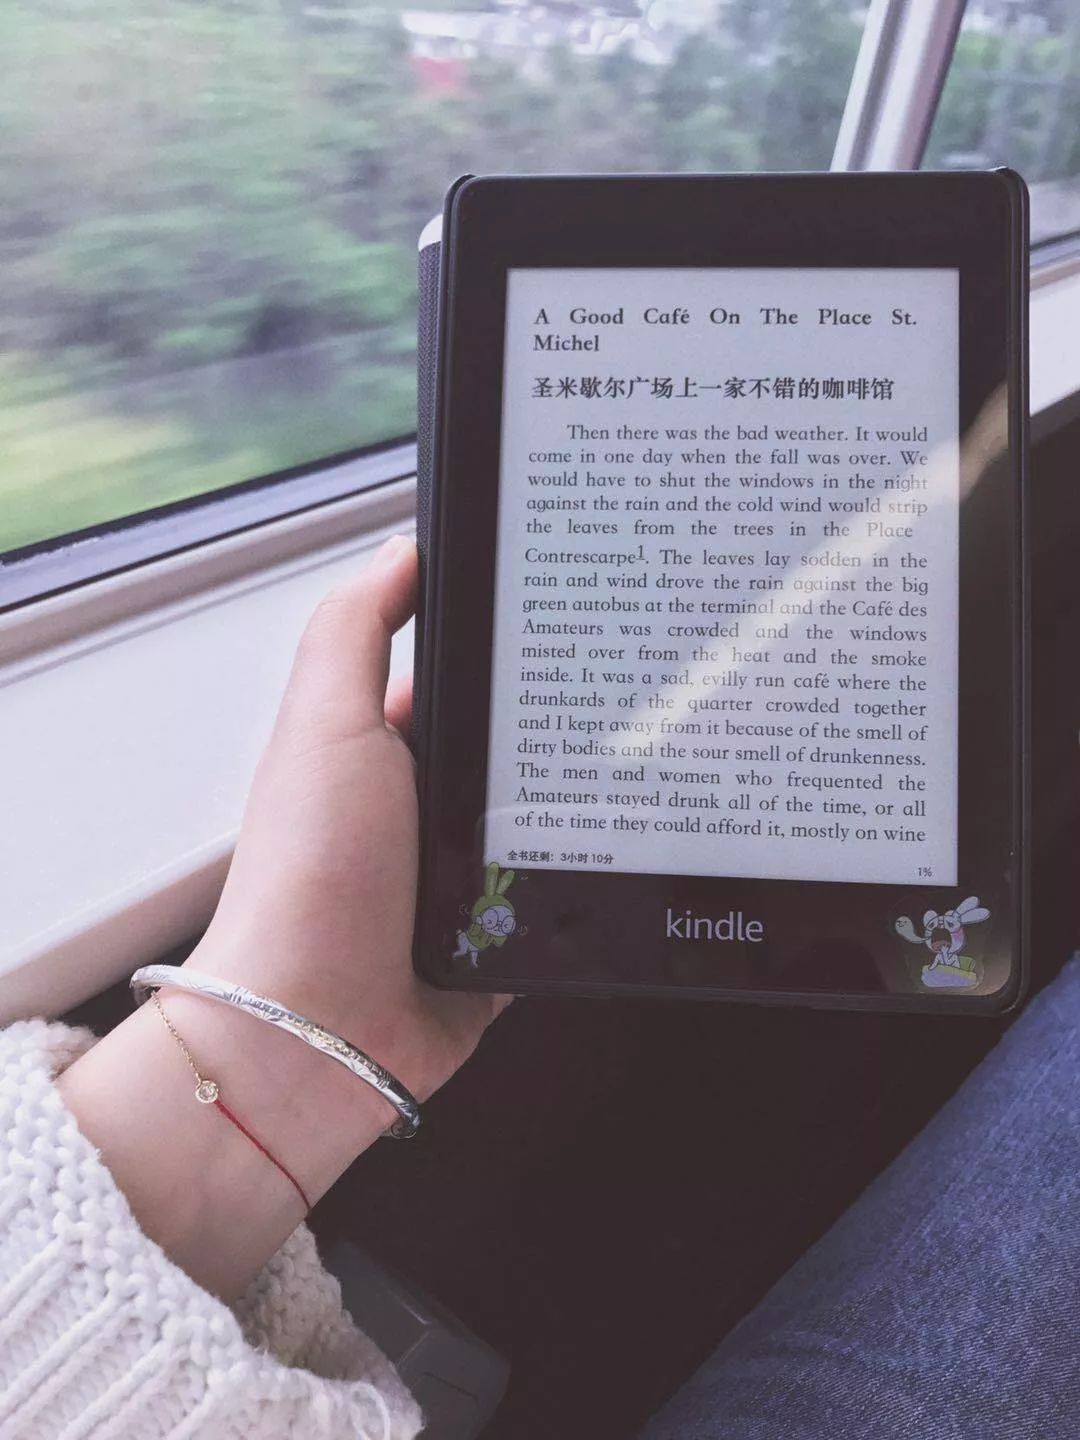 A Good Café On The Place St.
Michel
圣米歇尔广场上一家不错的咖啡馆
Then there was the bad weather. It would
come in one day when the fall was over. We
would have to shut the windows in the night
against the rain and the cold wind would strip
the leaves from the trees in the Place
Contrescarpe1. The leaves lay sodden in the
rain and wind drove the rain against the big
green autobus at the terminal and the Café des
Amateurs was crowded and the windows
misted over from the heat and the smoke
inside. It was a sad, evilly run café where the
drunkards of the quarter crowded together
and I kept away from it because of the smell of
dirty bodies and the sour smell of drunkenness.
The men and women who frequented the
Amateurs stayed drunk all of the time, or all
of the time they could afford it, mostly on wine
全书还剩：3小时 10分
1%
kindle